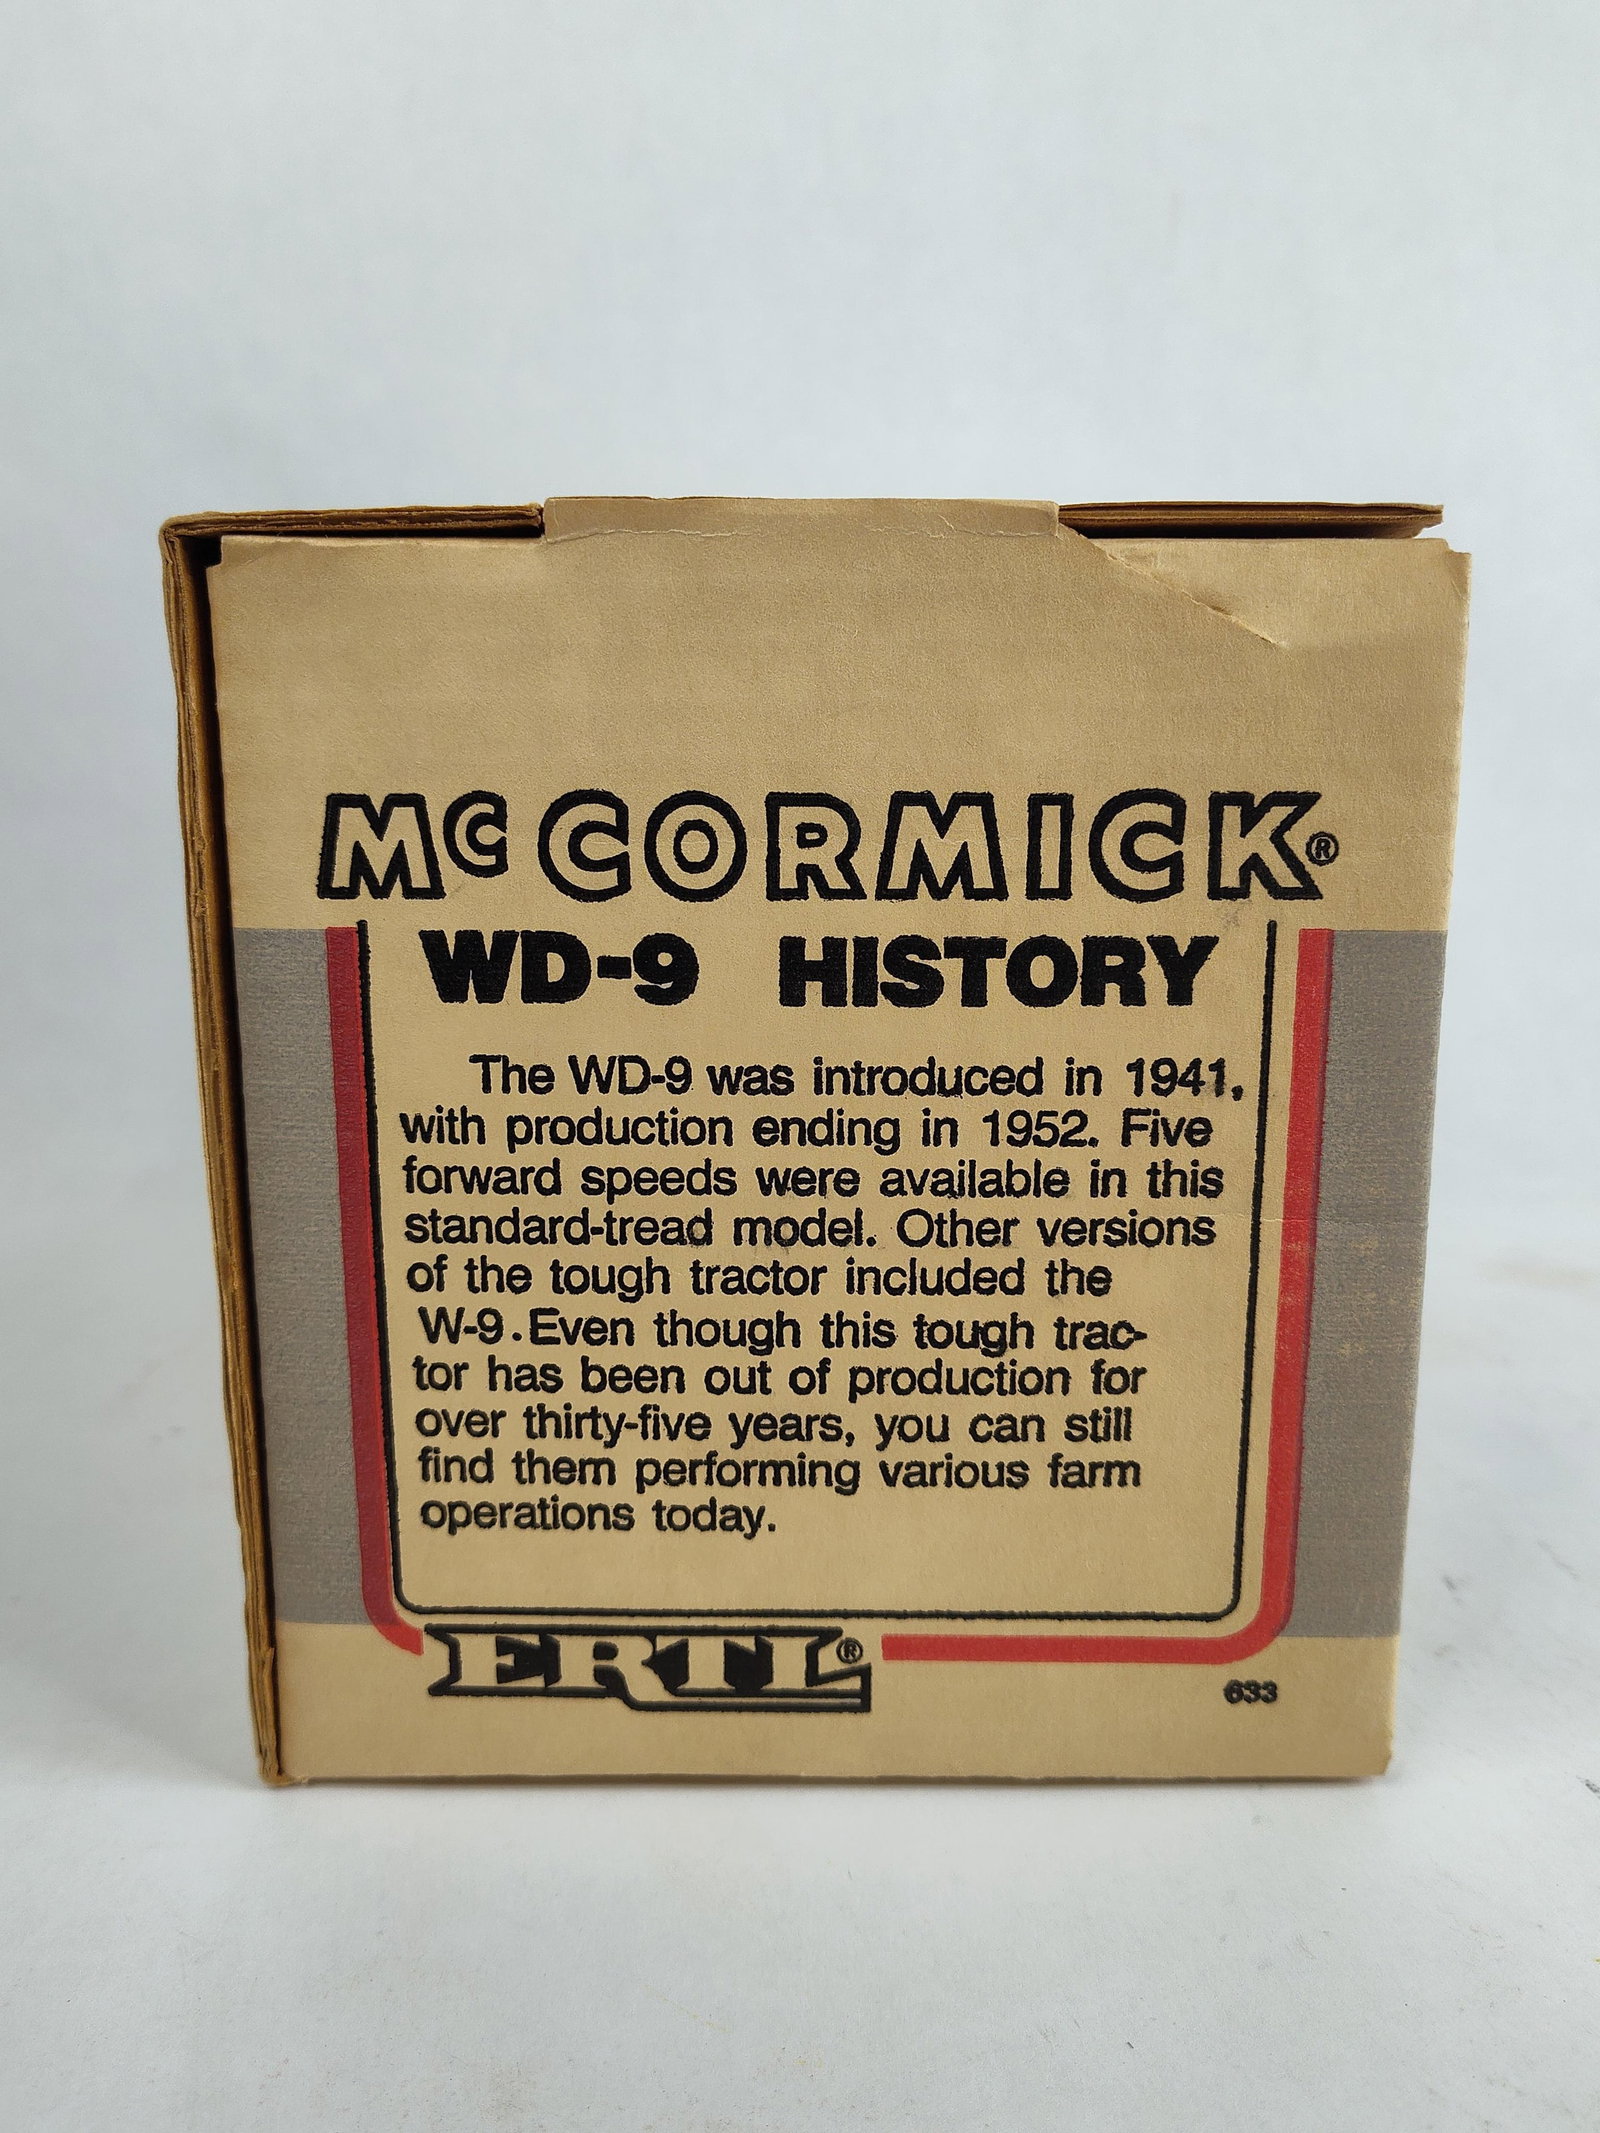 McCORMICK®
WD-9 HISTORY
The WD-9 was introduced in 1941,
with production ending in 1952. Five
forward speeds were available in this
standard-tread model. Other versions
of the tough tractor included the
W-9. Even though this tough trac-
tor has been out of production for
over thirty-five years, you can still
find them performing various farm
operations today.
ERTL®
633